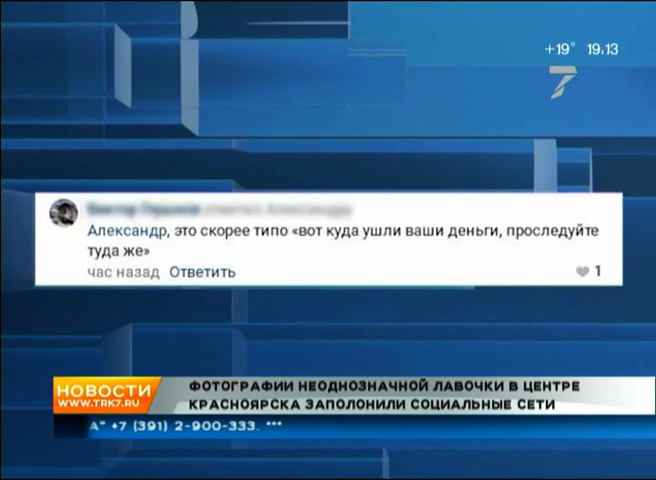 +19° 19.13
7
Александр, это скорее типо «вот куда ушли ваши деньги, проследуйте
туда же»
час назад Ответить 1
НОВОСТИ
WWW.TRK7.RU
ФОТОГРАФИИ НЕОДНОЗНАЧНОЙ ЛАВОЧКИ В ЦЕНТРЕ
КРАСНОЯРСКА ЗАПОЛОНИЛИ СОЦИАЛЬНЫЕ СЕТИ
А" +7 (391) 2-900-333. ***